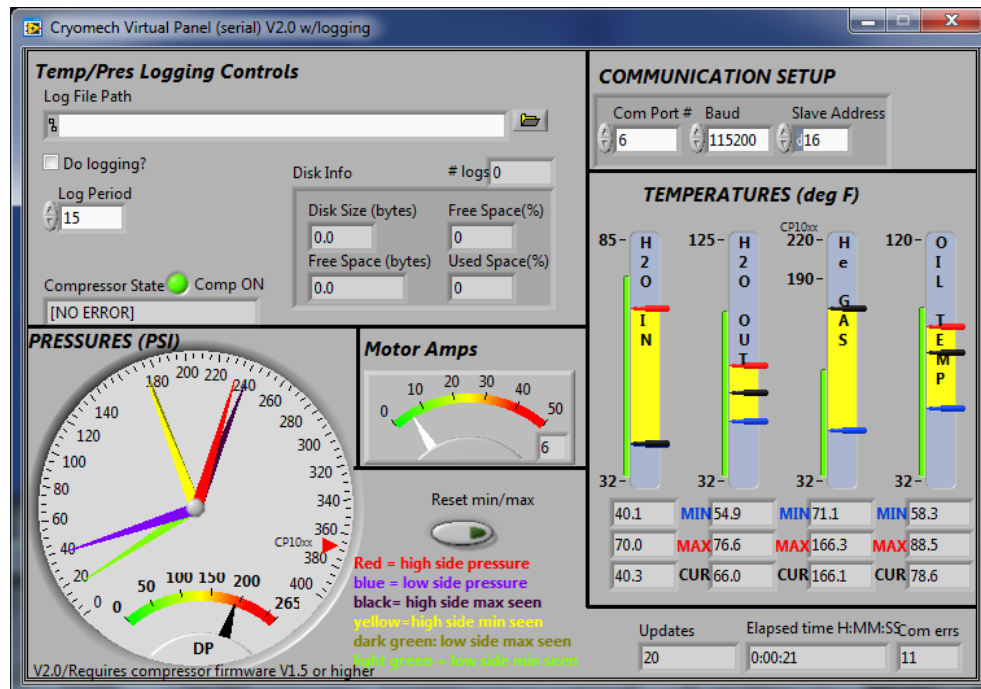 Cryomech Virtual Panel (serial) V2.0 w/logging
Temp/Pres Logging Controls
Log File Path
Do logging?
Log Period
15
Disk Info
# logs 0
Disk Size (bytes) Free Space(%)
0.0 0
Free Space (bytes) Used Space(%)
0.0 0
Compressor State Comp ON
[NO ERROR]
COMMUNICATION SETUP
Com Port # Baud Slave Address
6 115200 d16
TEMPERATURES (deg F)
85 125 CP10xx 220 120
190
H2O IN
H2O OUT
He GAS
OIL TEMP
32 32 32 32
40.1 MIN 54.9 MIN 71.1 MIN 58.3
70.0 MAX 76.6 MAX 166.3 MAX 88.5
40.3 CUR 66.0 CUR 166.1 CUR 78.6
PRESSURES (PSI)
0 20 40 60 80 100 120 140 180 200 220 240 260 280 300 320 340 360 380 400
CP10xx
0 50 100 150 200 265
DP
V2.0/Requires compressor firmware V1.5 or higher
Motor Amps
0 10 20 30 40 50
6
Reset min/max
Red = high side pressure
blue = low side pressure
black= high side max seen
yellow=high side min seen
dark green: low side max seen
light green = low side min seen
Updates Elapsed time H:MM:SS Com errs
20 0:00:21 11